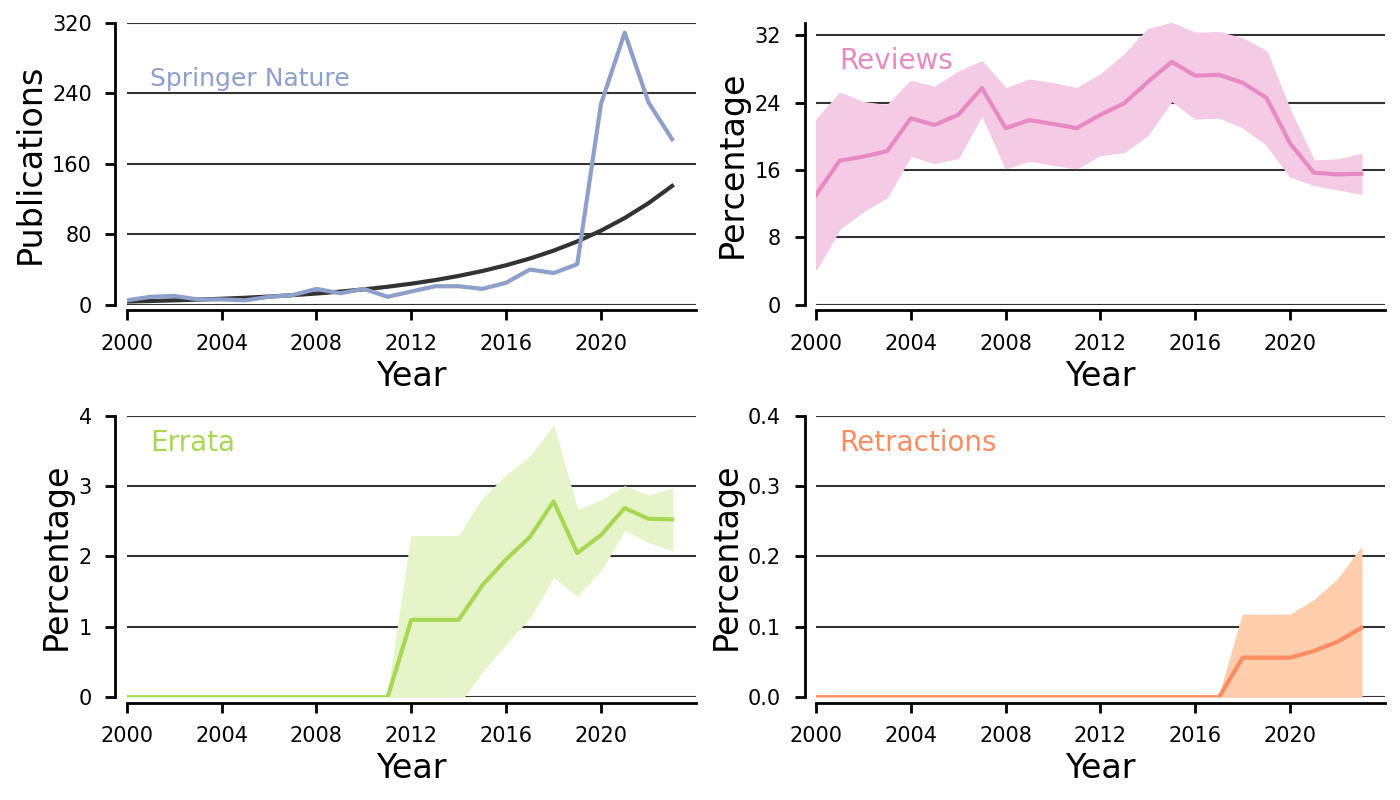 Publications
320
240
160
80
0
Springer Nature
2000 2004 2008 2012 2016 2020
Year
Percentage
32
24
16
8
0
Reviews
2000 2004 2008 2012 2016 2020
Year
Percentage
4
3
2
1
0
Errata
2000 2004 2008 2012 2016 2020
Year
Percentage
0.4
0.3
0.2
0.1
0.0
Retractions
2000 2004 2008 2012 2016 2020
Year